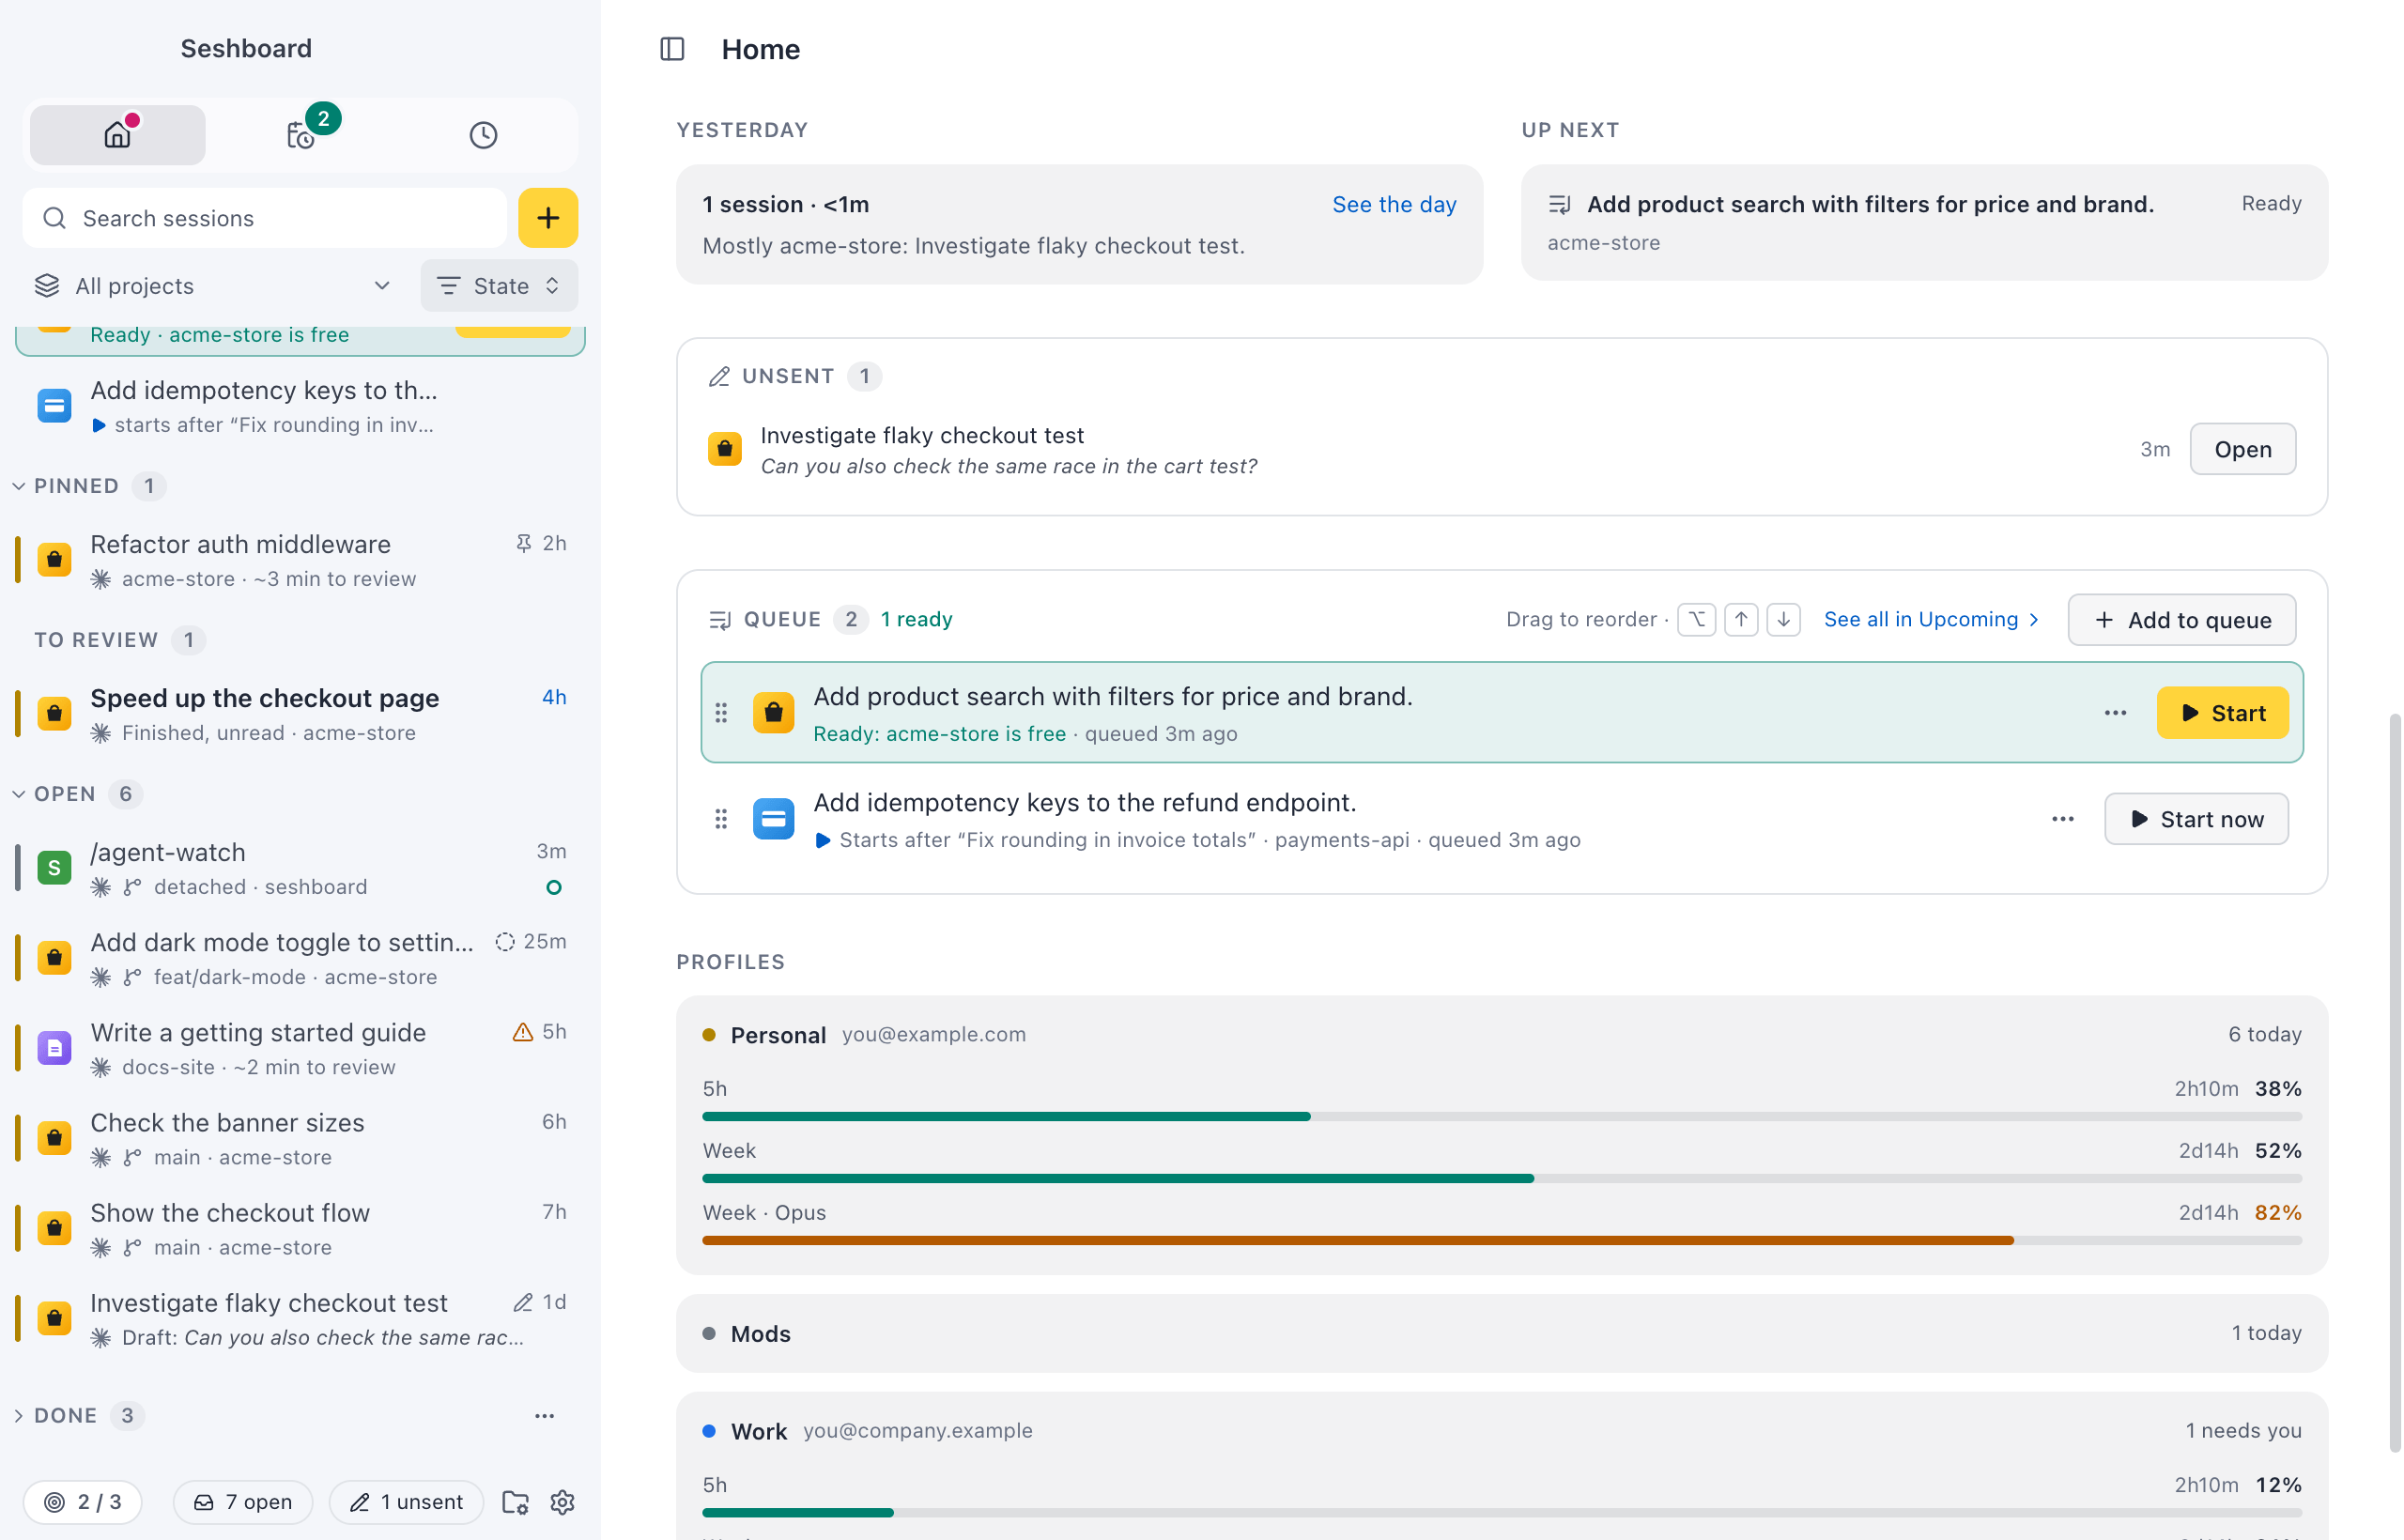 Seshboard
2
Search sessions
All projects
State
Ready · acme-store is free
Add idempotency keys to th...
starts after “Fix rounding in inv...
PINNED 1
Refactor auth middleware 2h
acme-store · ~3 min to review
TO REVIEW 1
Speed up the checkout page 4h
Finished, unread · acme-store
OPEN 6
S
/agent-watch 3m
detached · seshboard
Add dark mode toggle to settin... 25m
feat/dark-mode · acme-store
Write a getting started guide 5h
docs-site · ~2 min to review
Check the banner sizes 6h
main · acme-store
Show the checkout flow 7h
main · acme-store
Investigate flaky checkout test 1d
Draft: Can you also check the same rac...
DONE 3
2 / 3
7 open
1 unsent
Home
YESTERDAY
1 session · <1m
See the day
Mostly acme-store: Investigate flaky checkout test.
UP NEXT
Add product search with filters for price and brand. Ready
acme-store
UNSENT 1
Investigate flaky checkout test
Can you also check the same race in the cart test?
3m
Open
QUEUE 2 1 ready
Drag to reorder · ⌥ ↑ ↓
See all in Upcoming
+ Add to queue
Add product search with filters for price and brand.
Ready: acme-store is free · queued 3m ago
Start
Add idempotency keys to the refund endpoint.
Starts after “Fix rounding in invoice totals” · payments-api · queued 3m ago
Start now
PROFILES
Personal you@example.com 6 today
5h 2h10m 38%
Week 2d14h 52%
Week · Opus 2d14h 82%
Mods 1 today
Work you@company.example 1 needs you
5h 2h10m 12%